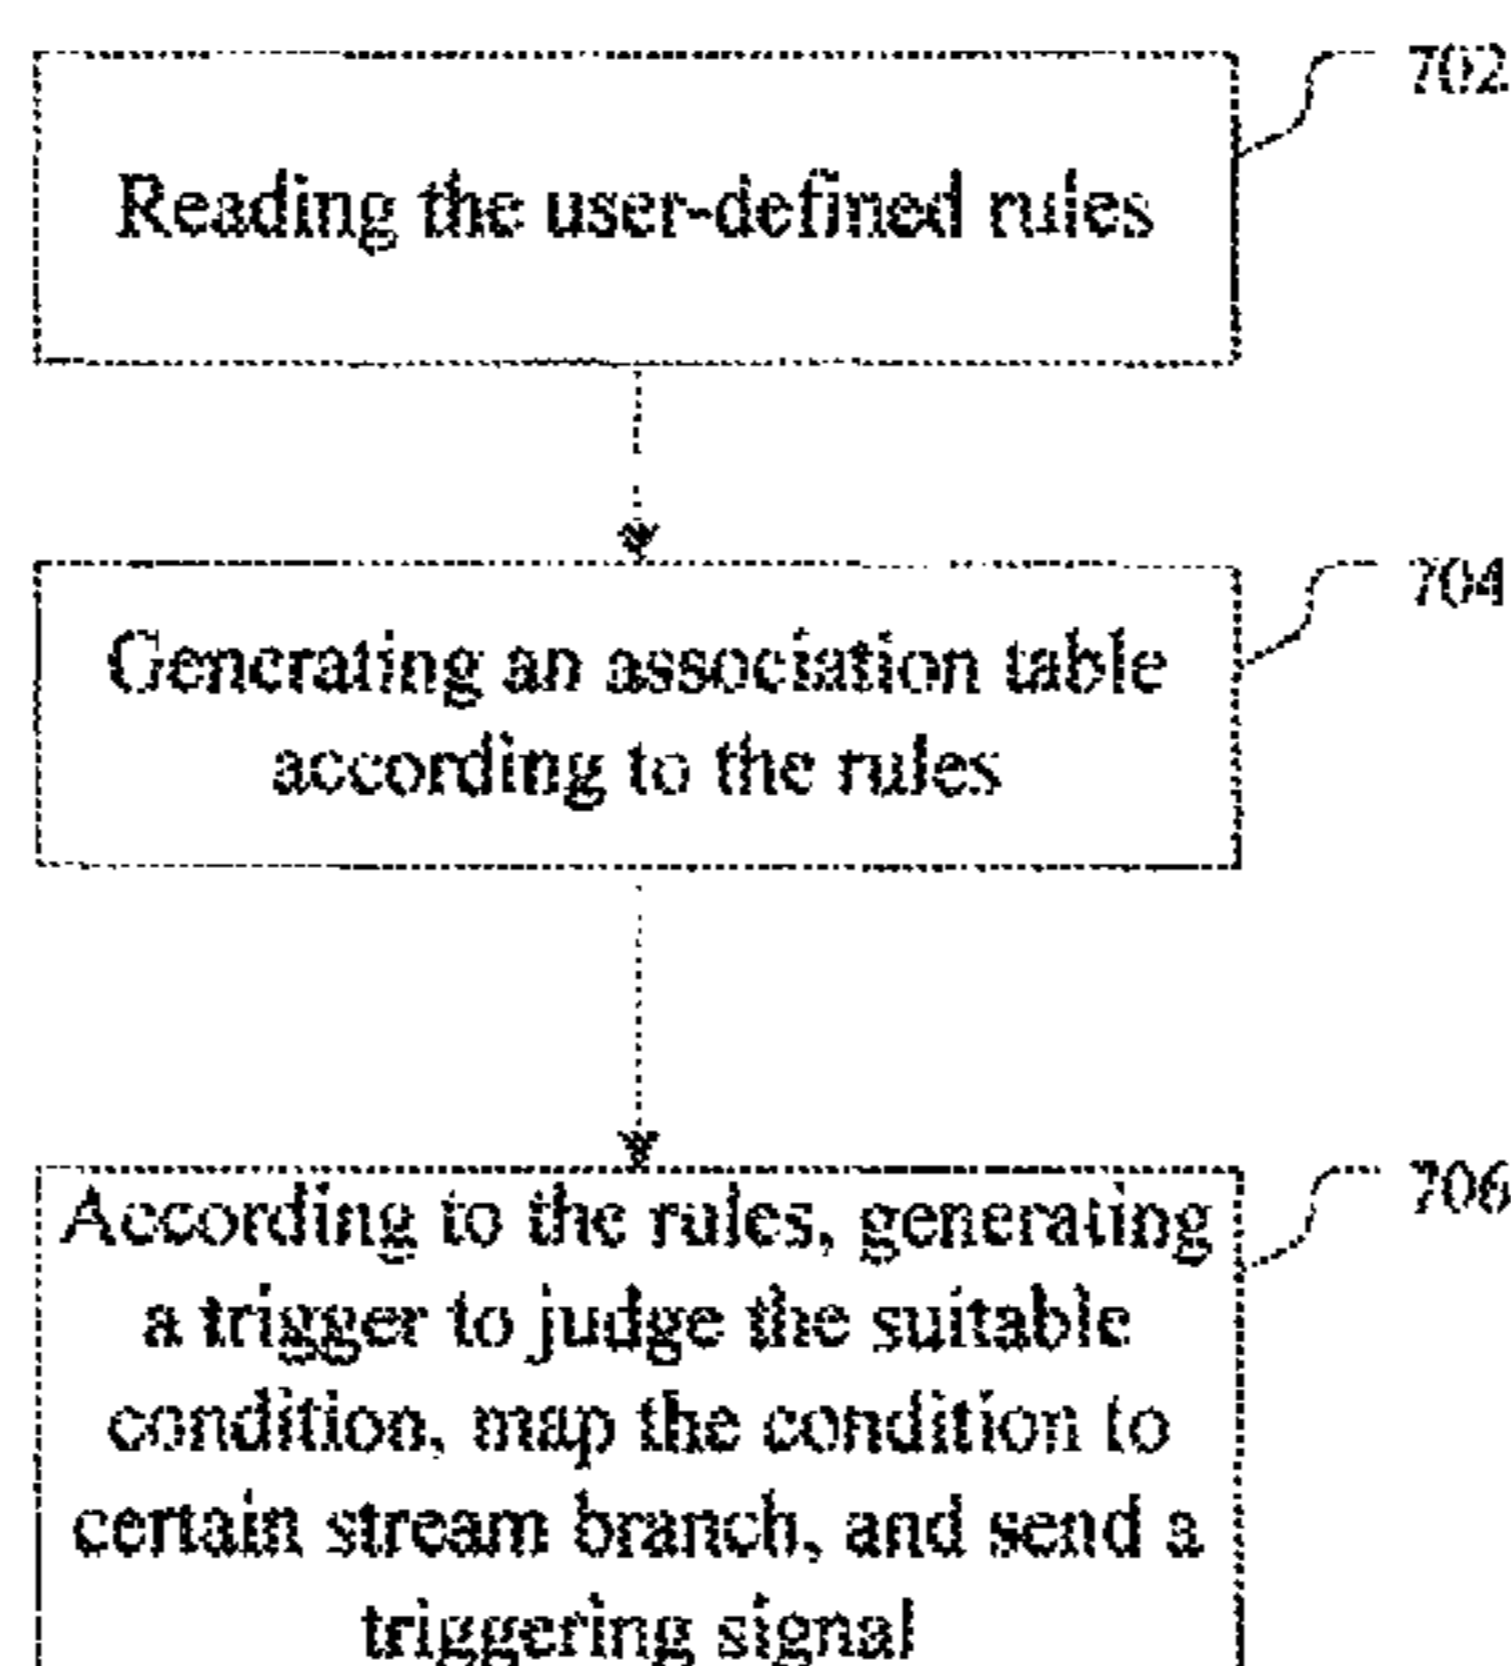 702
Reading the user-defined rules
704
Generating an association table
according to the rules
706
According to the rules, generating
a trigger to judge the suitable
condition, map the condition to
certain stream branch, and send a
triggering signal